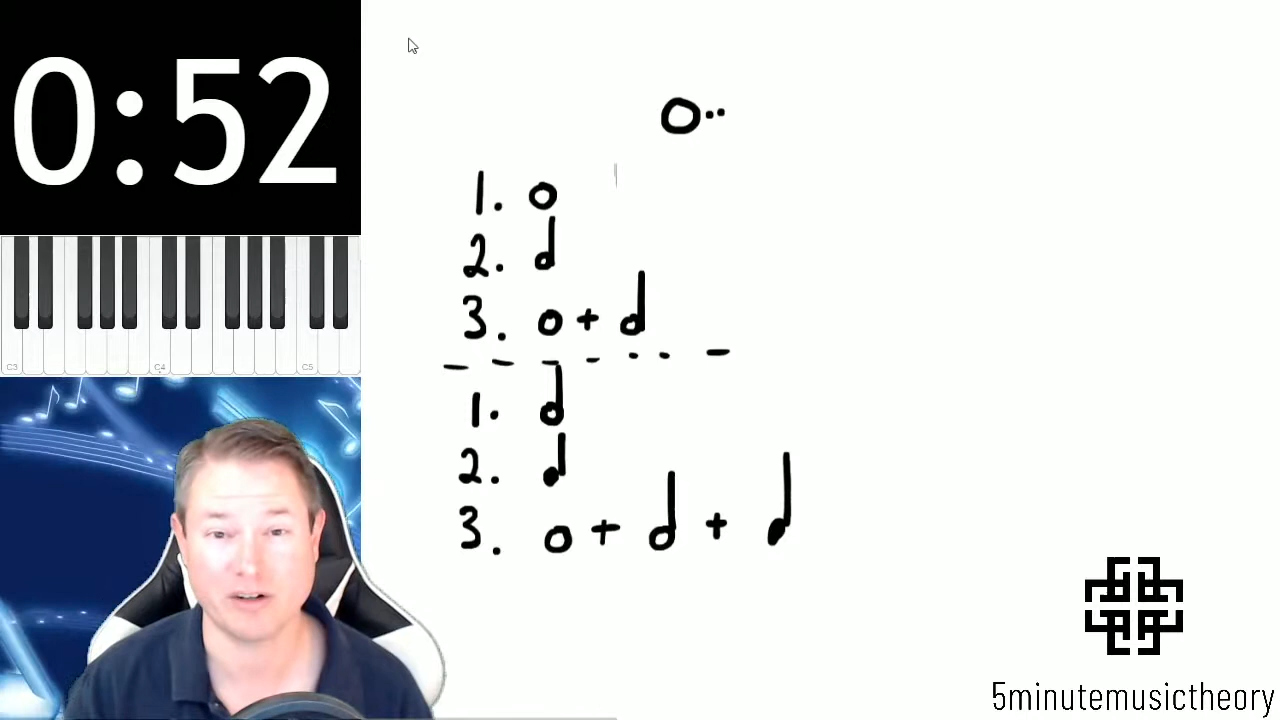 0:52
o··
1. o
2. d
3. o + d
1. d
2. d
3. o + d + d
C3
C4
C5
5minutemusictheory